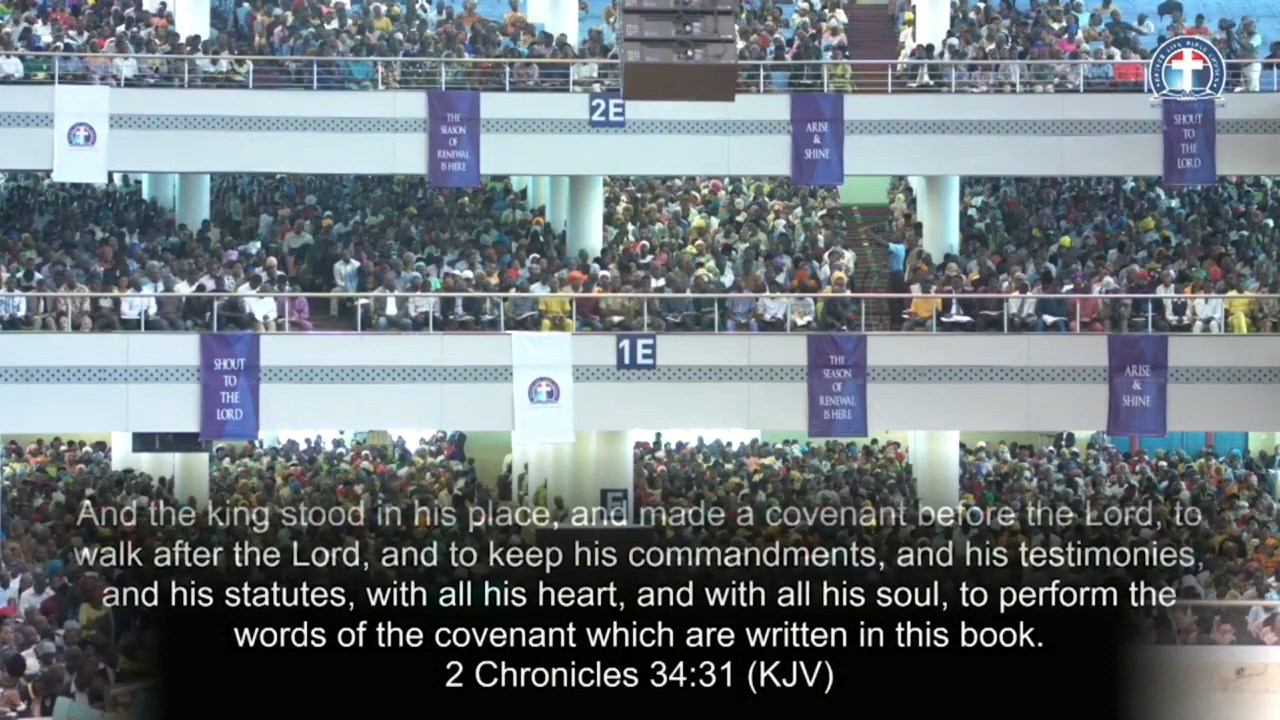 2E
THE
SEASON
OF
RENEWAL
IS HERE
ARISE
&
SHINE
SHOUT
TO
THE
LORD
1E
SHOUT
TO
THE
LORD
THE
SEASON
OF
RENEWAL
IS HERE
ARISE
&
SHINE
And the king stood in his place, and made a covenant before the Lord, to
walk after the Lord, and to keep his commandments, and his testimonies,
and his statutes, with all his heart, and with all his soul, to perform the
words of the covenant which are written in this book.
2 Chronicles 34:31 (KJV)